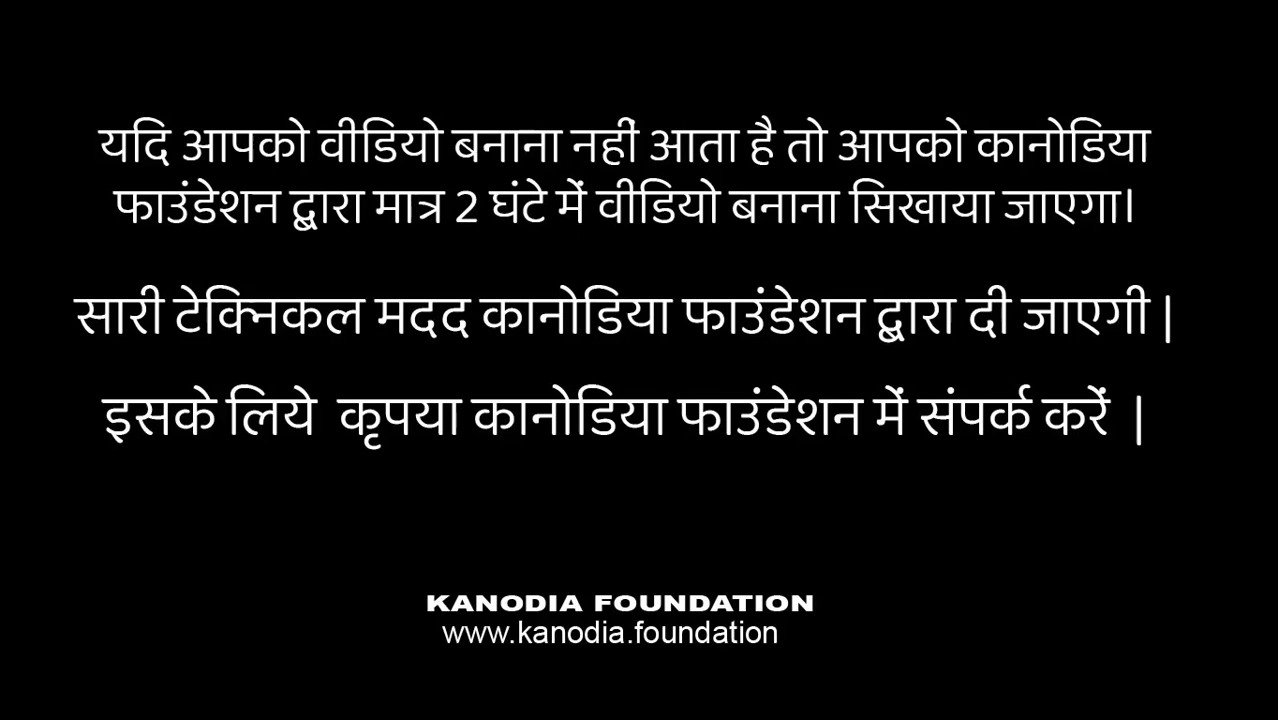 यदि आपको वीडियो बनाना नहीं आता है तो आपको कानोडिया
फाउंडेशन द्वारा मात्र 2 घंटे में वीडियो बनाना सिखाया जाएगा।
सारी टेक्निकल मदद कानोडिया फाउंडेशन द्वारा दी जाएगी |
इसके लिये कृपया कानोडिया फाउंडेशन में संपर्क करें |
KANODIA FOUNDATION
www.kanodia.foundation